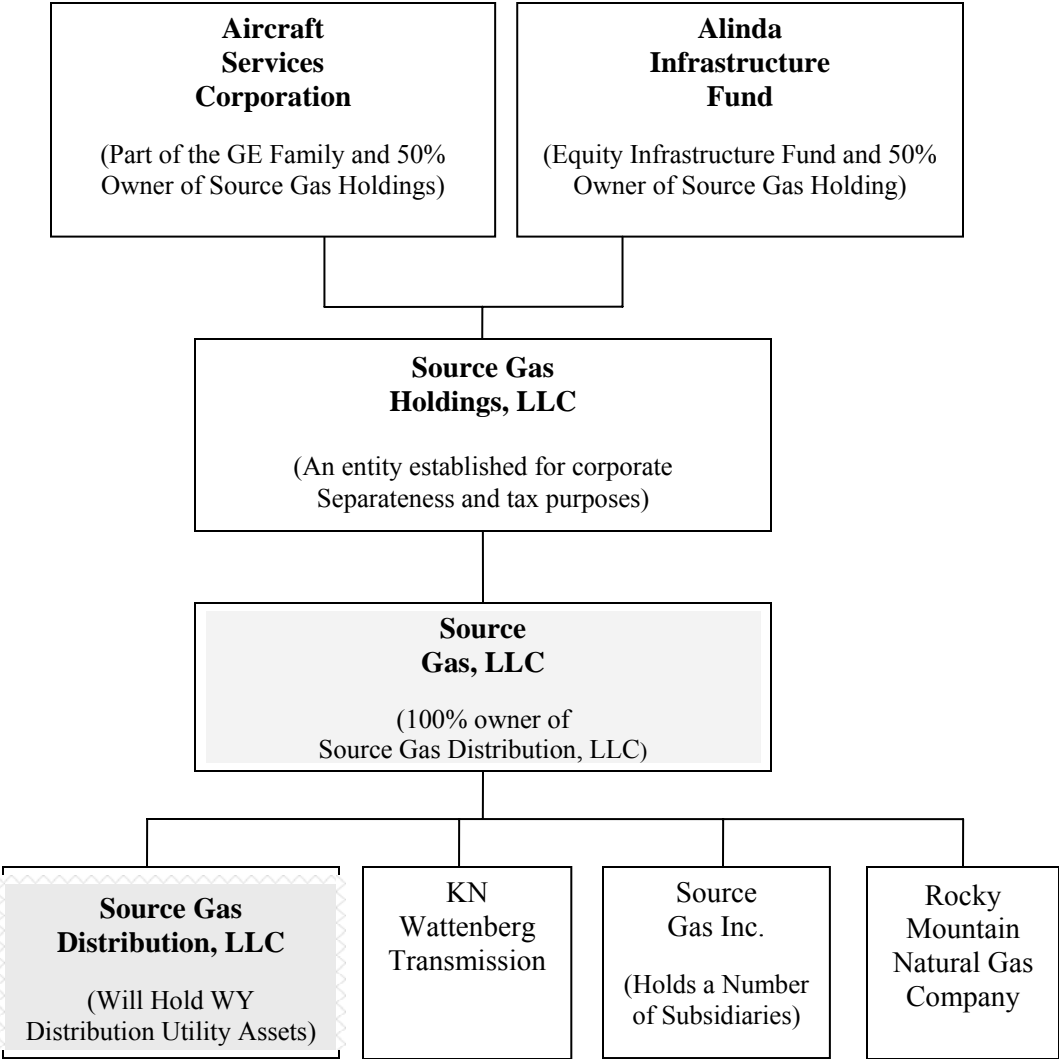 Aircraft
Services
Corporation
(Part of the GE Family and 50%
Owner of Source Gas Holdings)
Alinda
Infrastructure
Fund
(Equity Infrastructure Fund and 50%
Owner of Source Gas Holding)
Source Gas
Holdings, LLC
(An entity established for corporate
Separateness and tax purposes)
Source
Gas, LLC
(100% owner of
Source Gas Distribution, LLC)
Source Gas
Distribution, LLC
(Will Hold WY
Distribution Utility Assets)
KN
Wattenberg
Transmission
Source
Gas Inc.
(Holds a Number
of Subsidiaries)
Rocky
Mountain
Natural Gas
Company